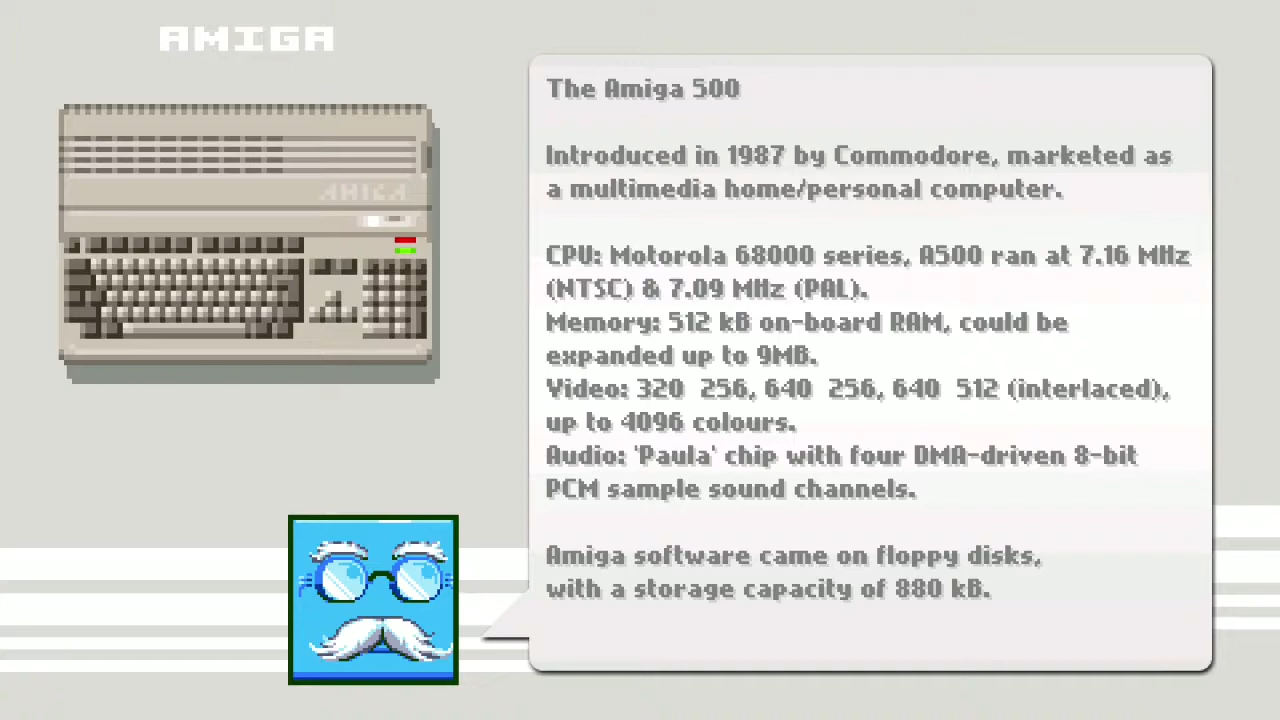 AMIGA
AMIGA
The Amiga 500
Introduced in 1987 by Commodore, marketed as
a multimedia home/personal computer.
CPU: Motorola 68000 series, A500 ran at 7.16 MHz
(NTSC) & 7.09 MHz (PAL).
Memory: 512 kB on-board RAM, could be
expanded up to 9MB.
Video: 320 256, 640 256, 640 512 (interlaced),
up to 4096 colours.
Audio: 'Paula' chip with four DMA-driven 8-bit
PCM sample sound channels.
Amiga software came on floppy disks,
with a storage capacity of 880 kB.